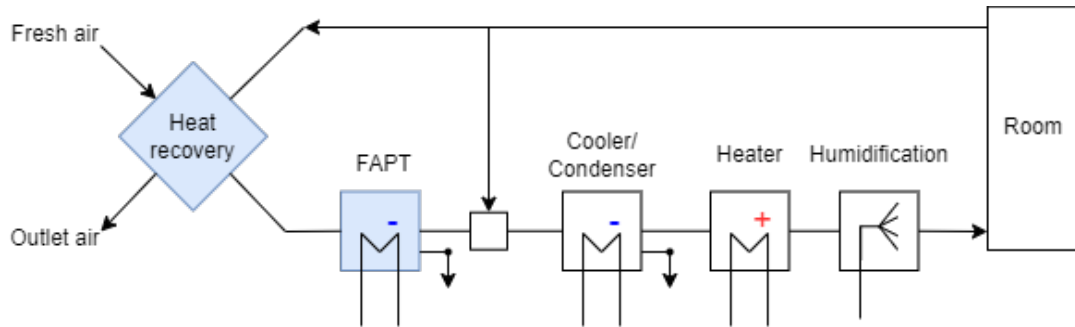 Fresh air
Heat
recovery
Outlet air
FAPT
-
Cooler/
Condenser
-
Heater
+
Humidification
Room